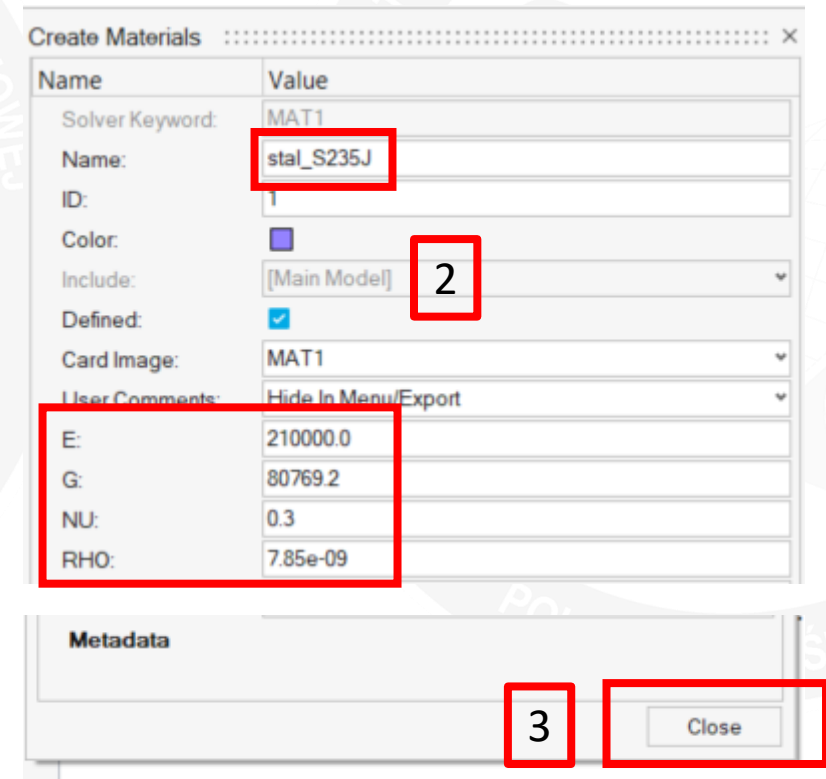 Create Materials
Name Value
Solver Keyword: MAT1
Name: stal_S235J
ID: 1
Color:
Include: [Main Model] 2
Defined:
Card Image: MAT1
User Comments: Hide In Menu/Export
E: 210000.0
G: 80769.2
NU: 0.3
RHO: 7.85e-09
Metadata
3 Close